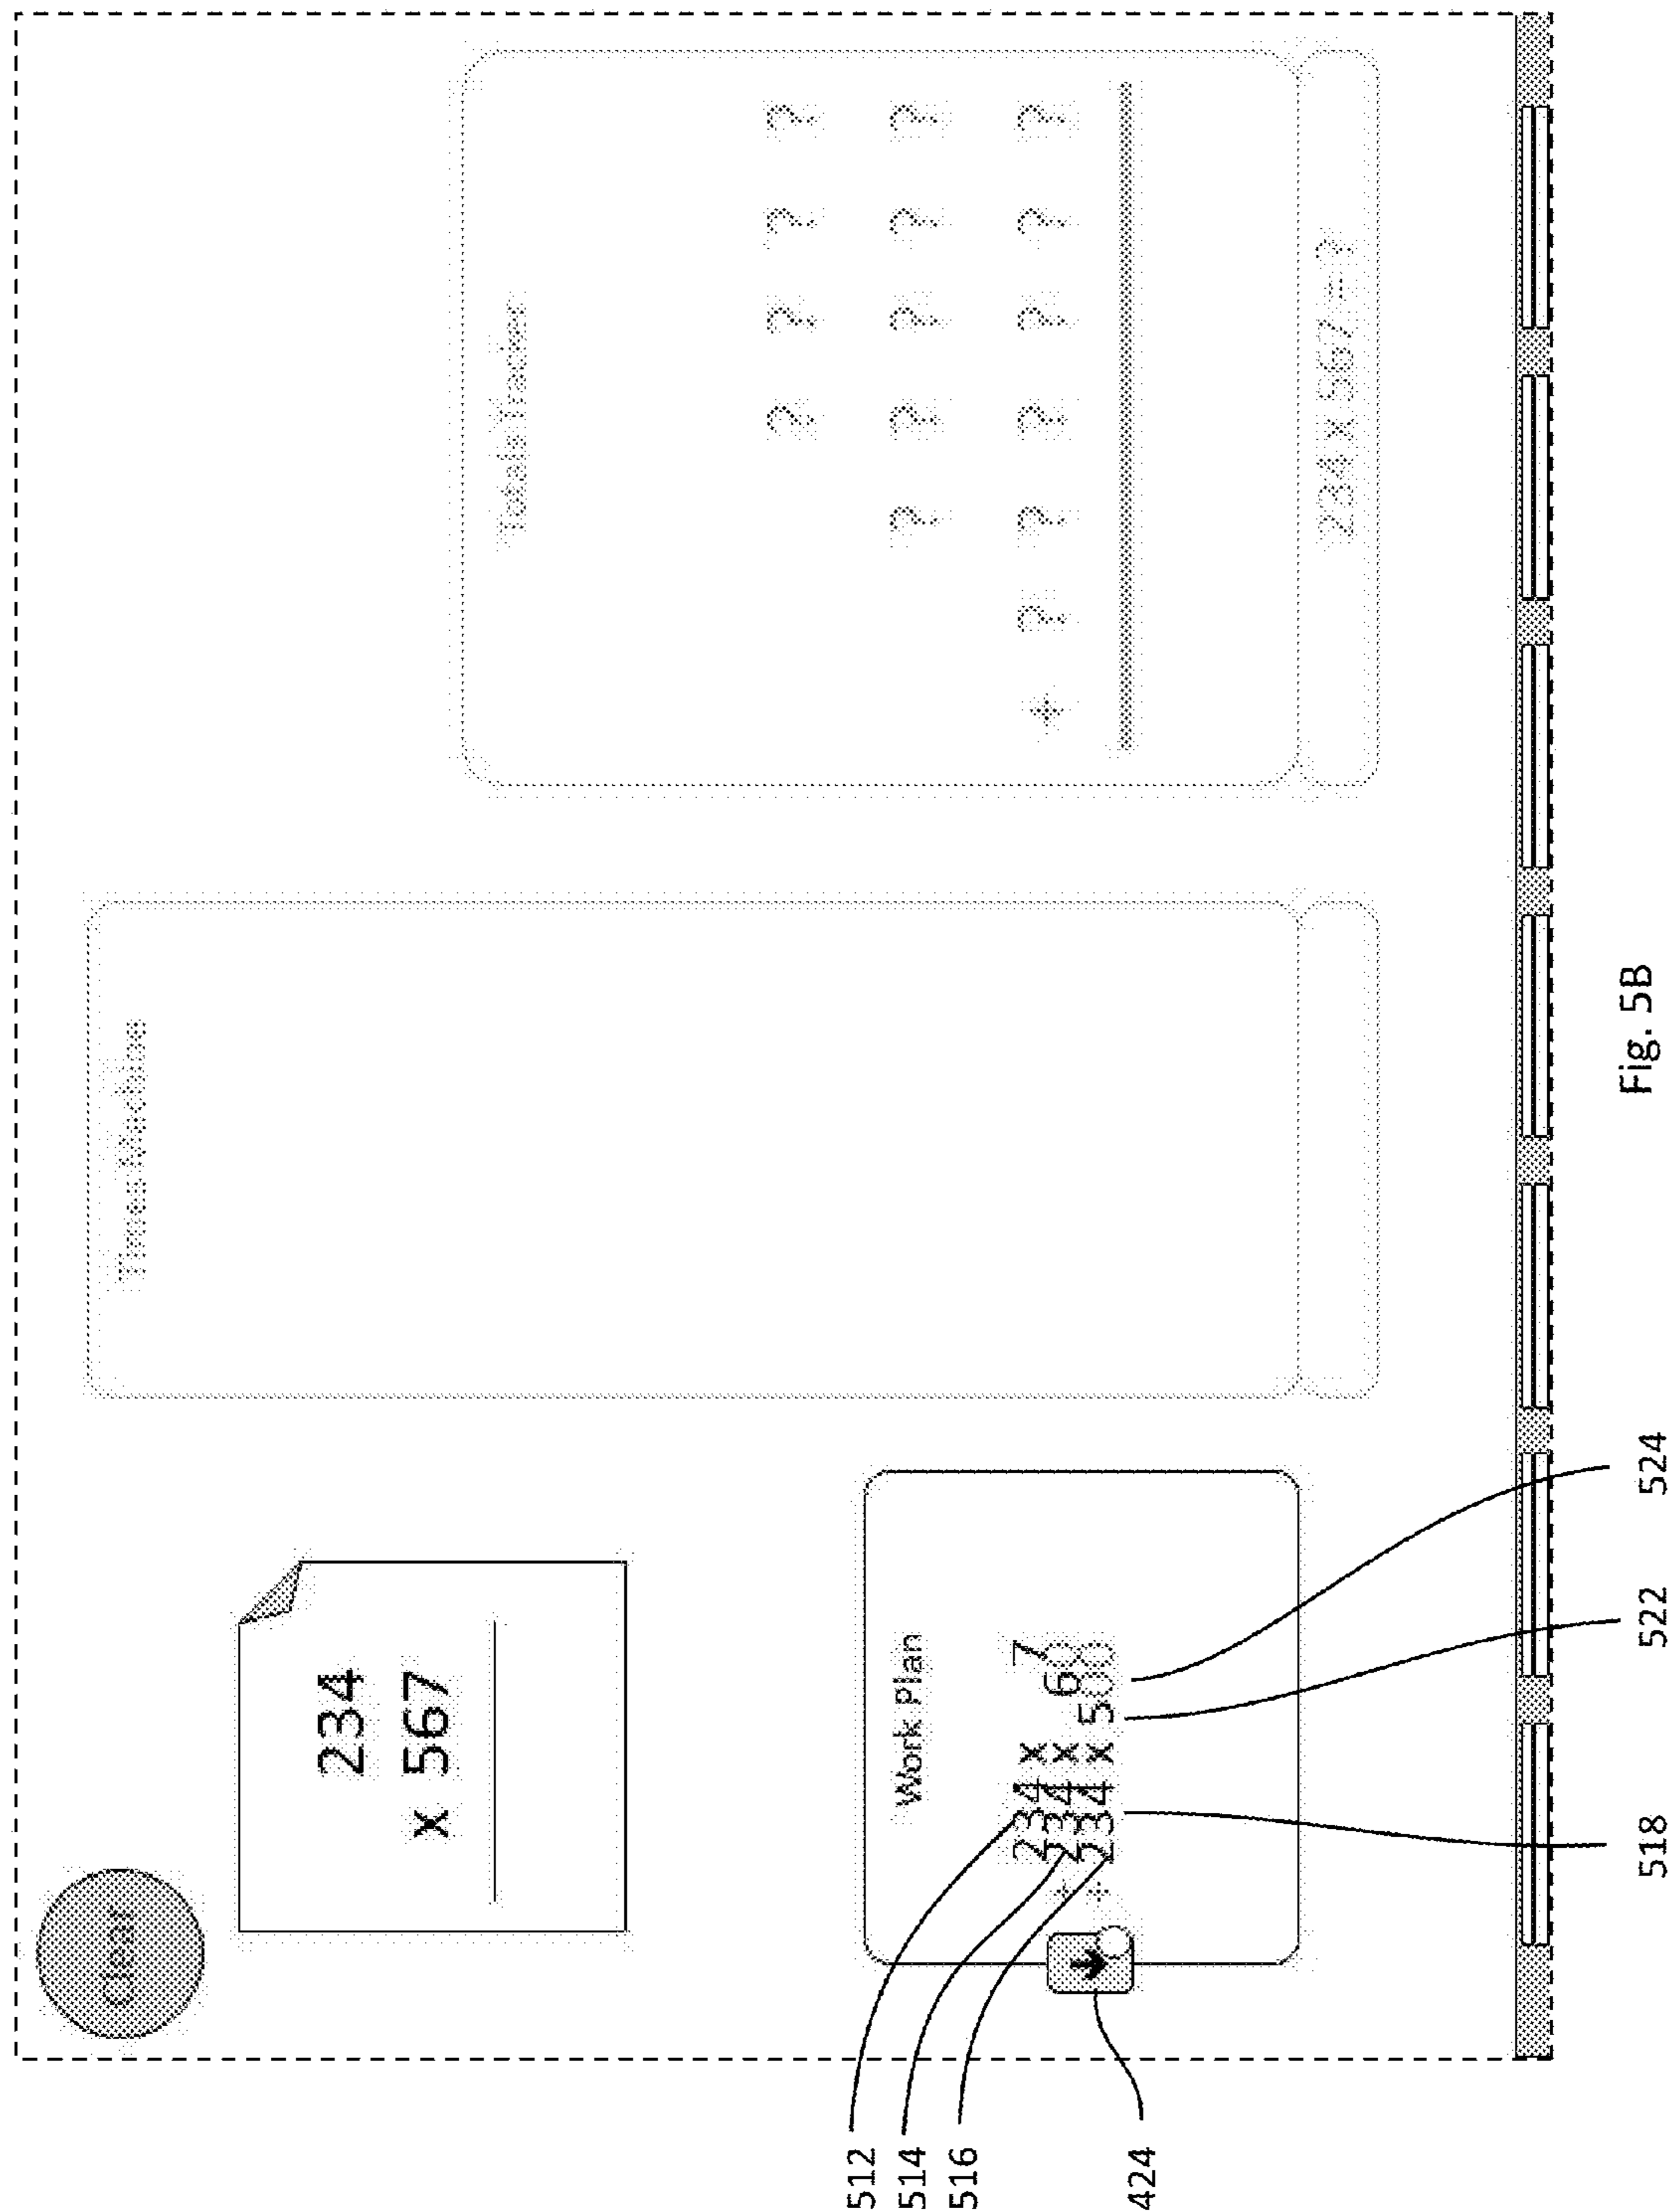 Clear
Times Machine
234
x 567
Totals Tracker
? ? ? ?
? ? ? ? ?
+ ? ? ? ? ? ?
234 x 567 = ?
Work Plan
234 x 7
+ 234 x 60
+ 234 x 500
512
514
516
424
518
522
524
Fig. 5B